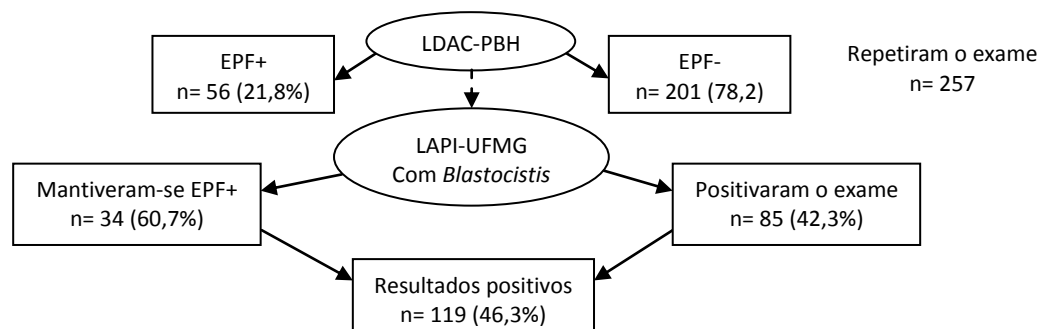 LDAC-PBH
EPF+
n= 56 (21,8%)
EPF-
n= 201 (78,2)
Repetiram o exame
n= 257
LAPI-UFMG
Com Blastocistis
Mantiveram-se EPF+
n= 34 (60,7%)
Positivaram o exame
n= 85 (42,3%)
Resultados positivos
n= 119 (46,3%)